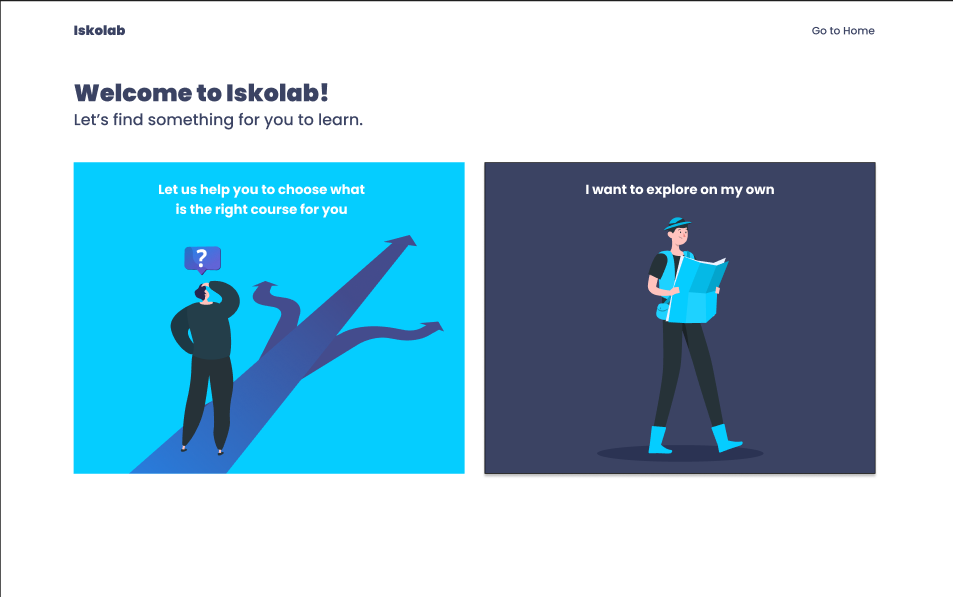 Iskolab
Go to Home
Welcome to Iskolab!
Let’s find something for you to learn.
Let us help you to choose what
is the right course for you
?
I want to explore on my own